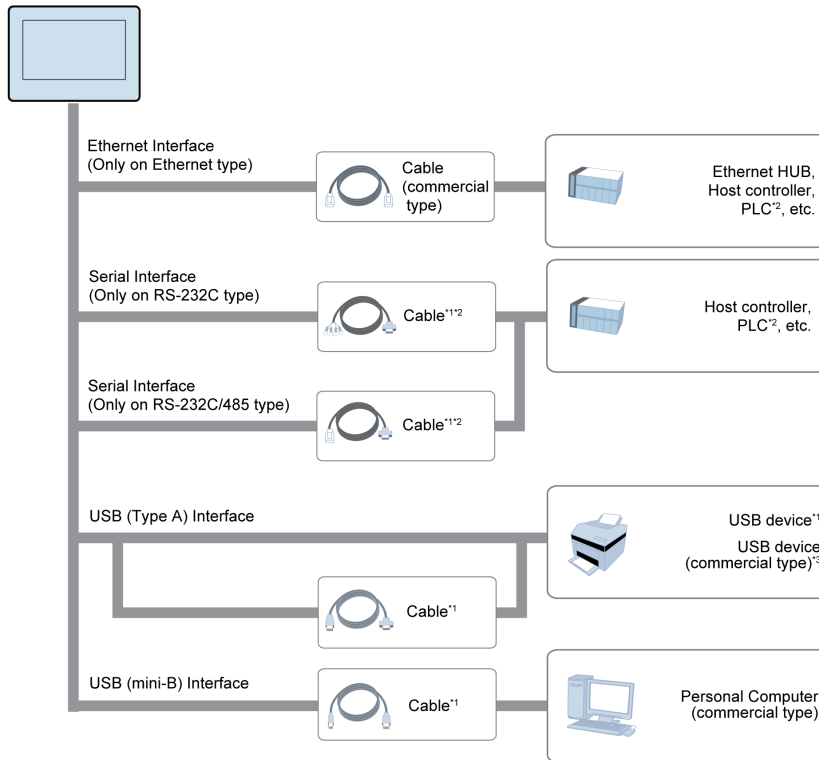 Ethernet Interface
(Only on Ethernet type)
Cable
(commercial
type)
Ethernet HUB,
Host controller,
PLC*2, etc.
Serial Interface
(Only on RS-232C type)
Cable*1*2
Host controller,
PLC*2, etc.
Serial Interface
(Only on RS-232C/485 type)
Cable*1*2
USB (Type A) Interface
USB device*1
USB device
(commercial type)*3
Cable*1
USB (mini-B) Interface
Cable*1
Personal Computer
(commercial type)